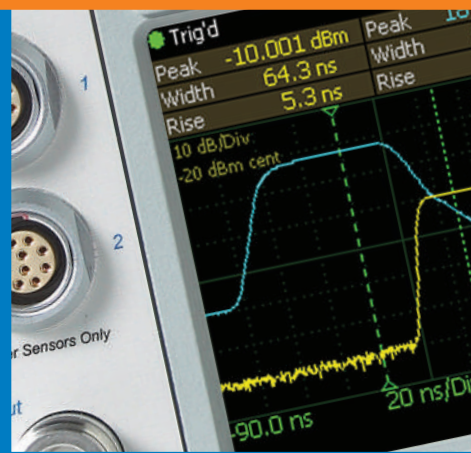 Trig'd
Peak -10.001 dBm Peak
Width 64.3 ns Width
Rise 5.3 ns Rise
10 dB/Div
-20 dBm cent
1
2
Sensors Only
-90.0 ns 20 ns/Di